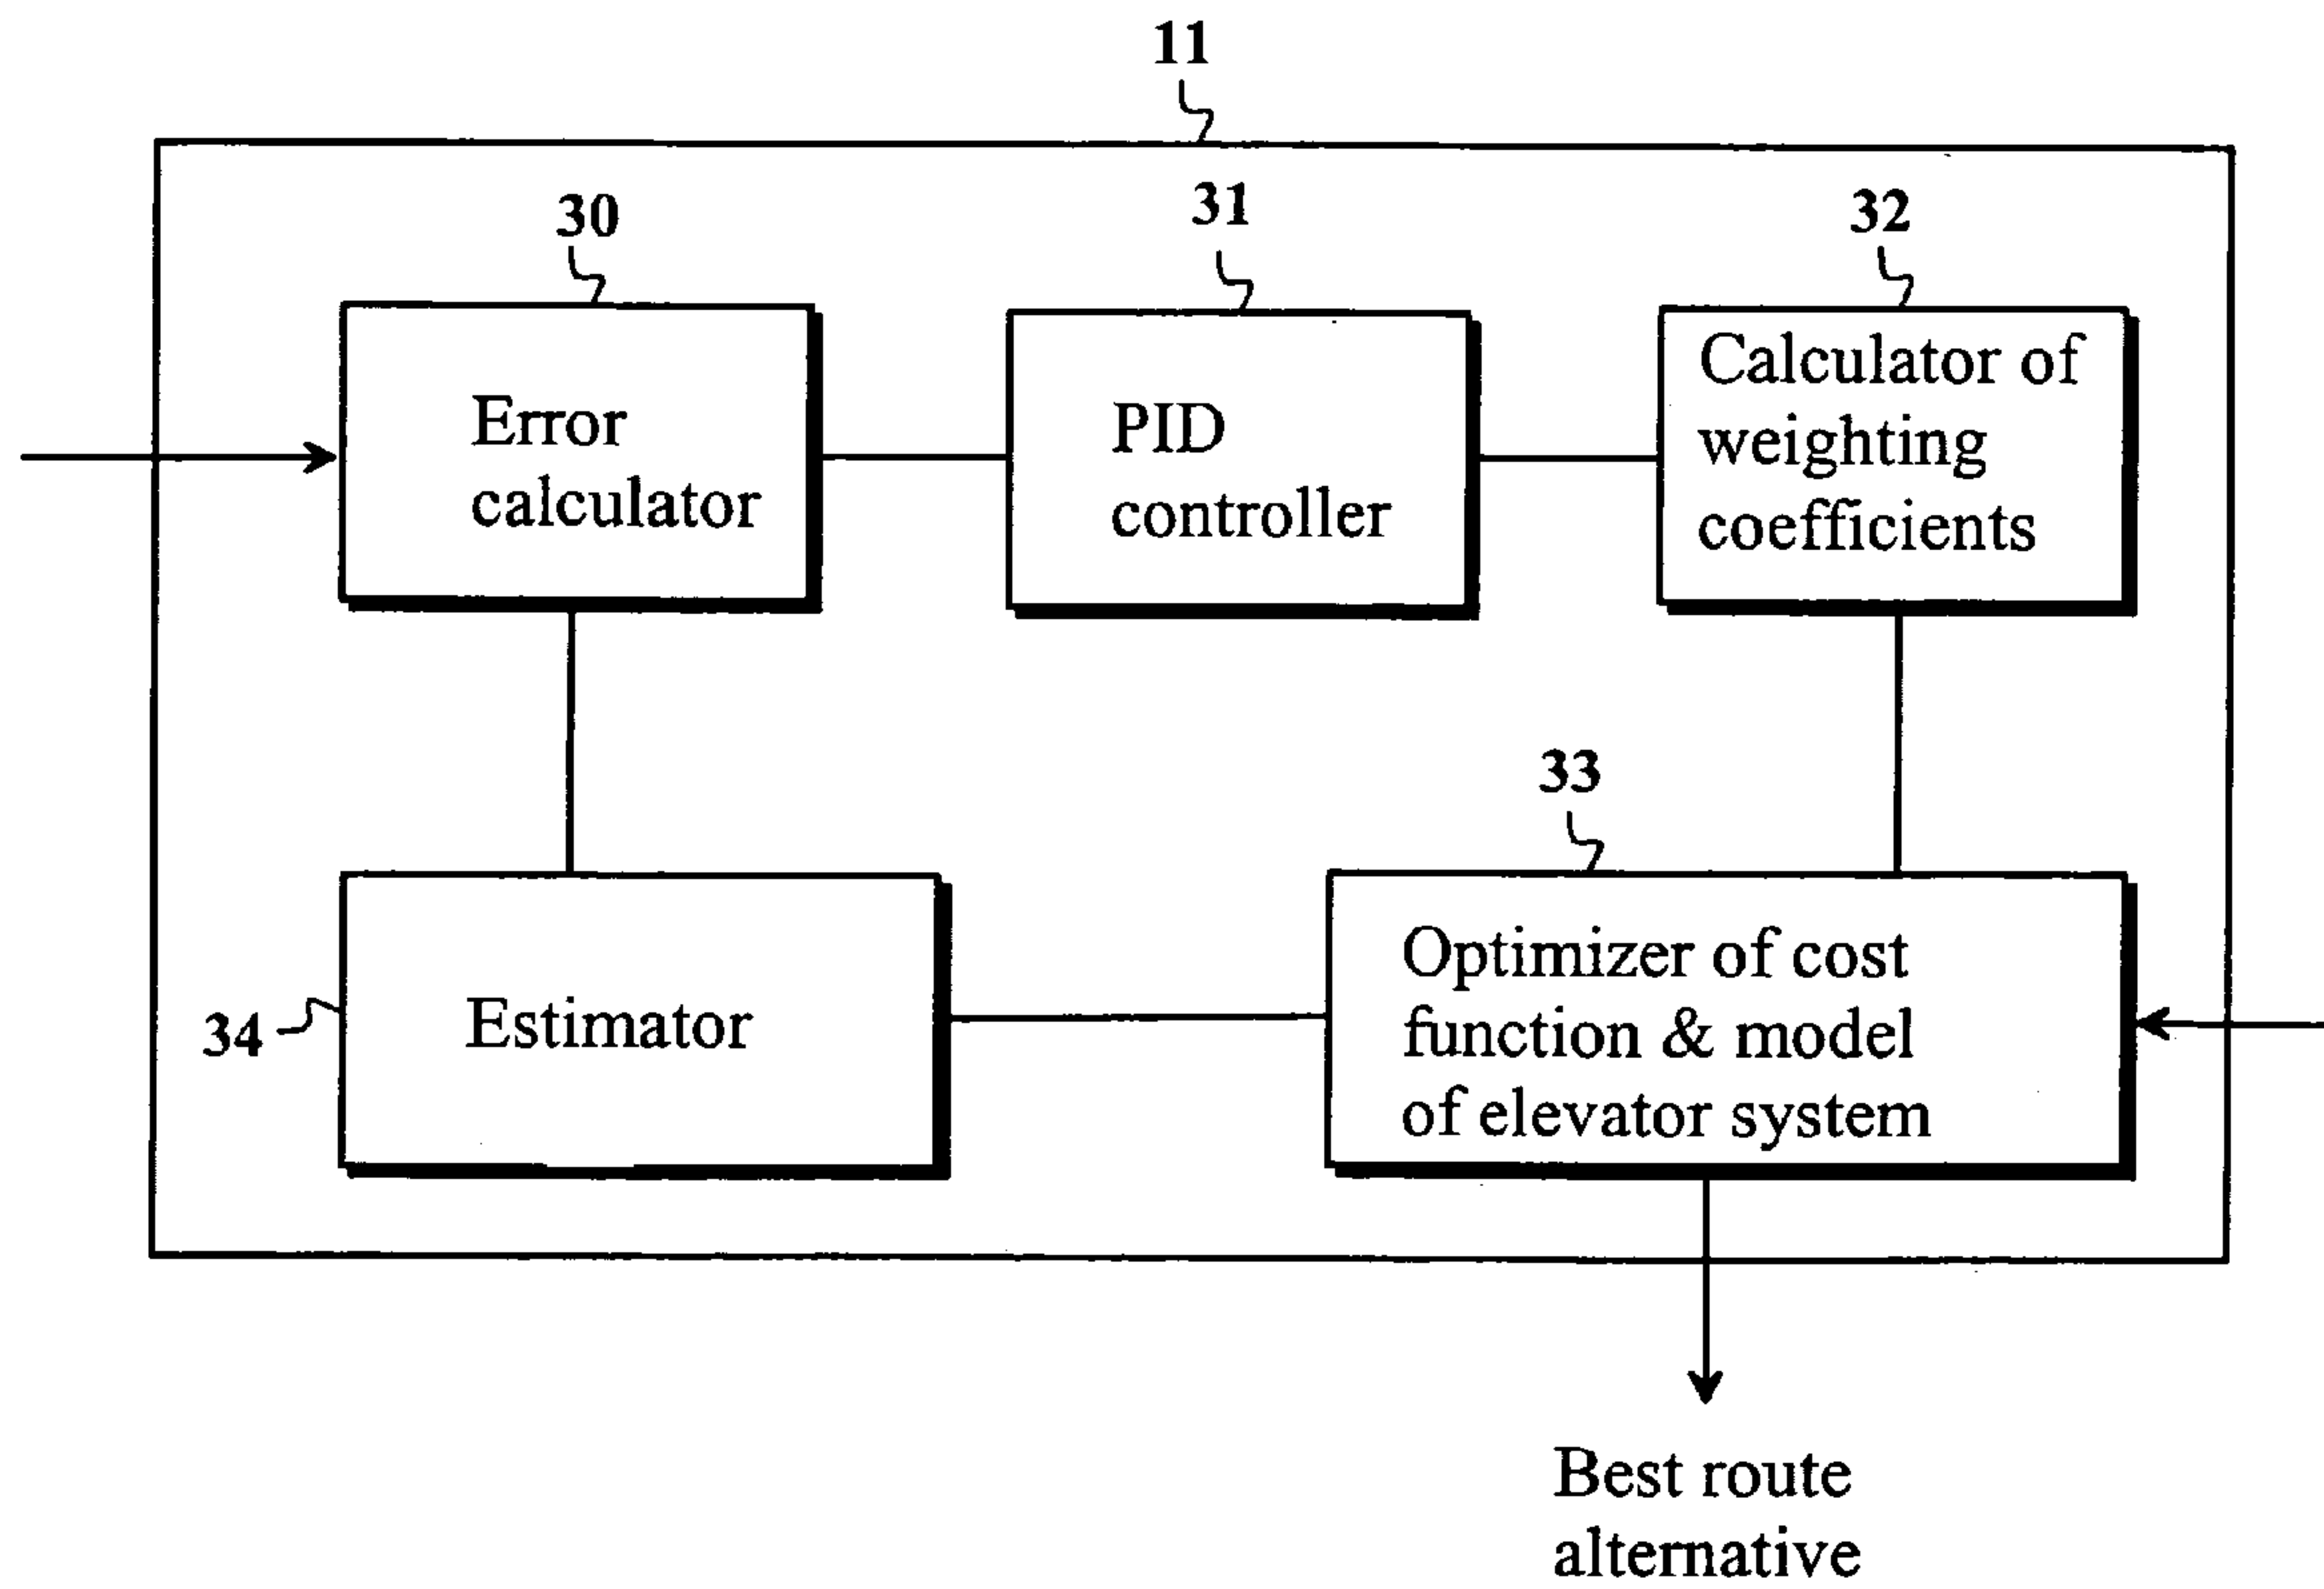 11
30
31
32
Error
calculator
PID
controller
Calculator of
weighting
coefficients
33
34
Estimator
Optimizer of cost
function & model
of elevator system
Best route
alternative